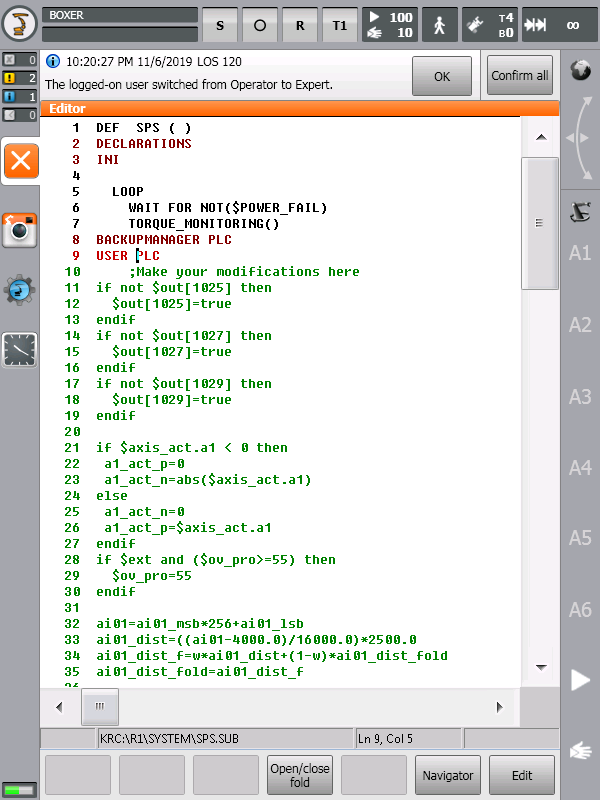 BOXER
S
O
R
T1
100
10
T4
B0
∞
0
2
1
0
10:20:27 PM 11/6/2019 LOS 120
The logged-on user switched from Operator to Expert.
OK
Confirm all
Editor
1 DEF  SPS ( )
2 DECLARATIONS
3 INI
4
5   LOOP
6     WAIT FOR NOT($POWER_FAIL)
7     TORQUE_MONITORING()
8 BACKUPMANAGER PLC
9 USER PLC
10     ;Make your modifications here
11 if not $out[1025] then
12   $out[1025]=true
13 endif
14 if not $out[1027] then
15   $out[1027]=true
16 endif
17 if not $out[1029] then
18   $out[1029]=true
19 endif
20
21 if $axis_act.a1 < 0 then
22  a1_act_p=0
23  a1_act_n=abs($axis_act.a1)
24 else
25  a1_act_n=0
26  a1_act_p=$axis_act.a1
27 endif
28 if $ext and ($ov_pro>=55) then
29   $ov_pro=55
30 endif
31
32 ai01=ai01_msb*256+ai01_lsb
33 ai01_dist=((ai01-4000.0)/16000.0)*2500.0
34 ai01_dist_f=w*ai01_dist+(1-w)*ai01_dist_fold
35 ai01_dist_fold=ai01_dist_f
A1
A2
A3
A4
A5
A6
KRC:\R1\SYSTEM\SPS.SUB
Ln 9, Col 5
Open/close
fold
Navigator
Edit